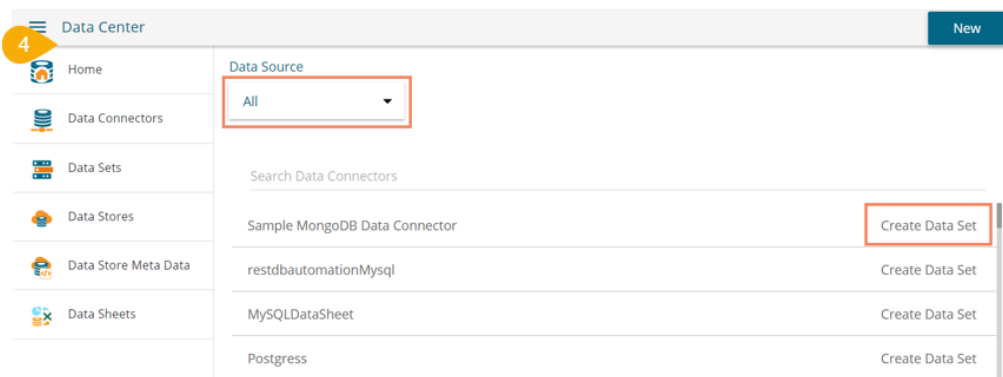 Data Center
New
4
Home
Data Connectors
Data Sets
Data Stores
Data Store Meta Data
Data Sheets
Data Source
All
Search Data Connectors
Sample MongoDB Data Connector Create Data Set
restdbautomationMysql Create Data Set
MySQLDataSheet Create Data Set
Postgress Create Data Set